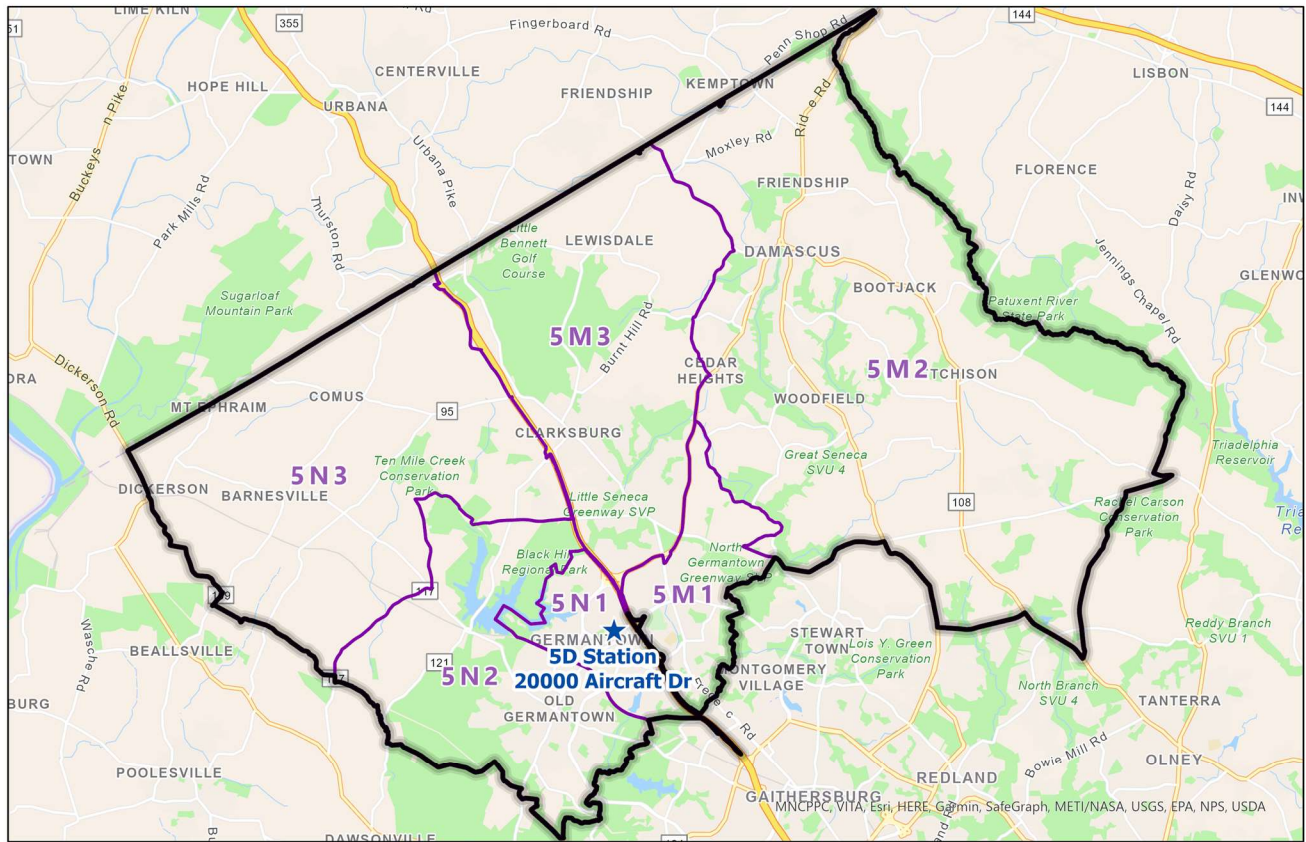 LIME KILN
355
Fingerboard Rd
Penn Shop Rd
144
CENTERVILLE
LISBON
HOPE HILL
FRIENDSHIP
KEMPTOWN
URBANA
144
Buckeys n Pike
Rid e Rd
TOWN
Urbana Pike
Moxley Rd
FLORENCE
Park Mills Rd
Thurston Rd
FRIENDSHIP
Daisy Rd
Little
Bennett
Golf
Course
LEWISDALE
DAMASCUS
Jennings Chapel Rd
GLENWO
BOOTJACK
Sugarloaf
Mountain Park
Patuxent River
State Park
5M3
Burnt Hill Rd
CEDAR
HEIGHTS
5M2
TCHISON
Dickerson Rd
ORA
MT EPHRAIM
COMUS
95
WOODFIELD
CLARKSBURG
Great Seneca
SVU 4
Triadelphia
Reservoir
Ten Mile Creek
Conservation
Park
5N3
DICKERSON
BARNESVILLE
Little Seneca
Greenway SVP
108
Rachel Carson
Conservation
Park
Black Hill
Regional Park
North
Germantown
Greenway SVP
117
109
5N1
5M1
Wasche Rd
GERMANTOWN
STEWART
TOWN
Lois Y. Green
Conservation
Park
Reddy Branch
SVU 1
BEALLSVILLE
121
5D Station
20000 Aircraft Dr
5N2
107
ONTGOMERY
VILLAGE
North Branch
SVU 4
TANTERRA
BURG
OLD
GERMANTOWN
Bowie Mill Rd
OLNEY
POOLESVILLE
REDLAND
GAITHERSBURG
MNCPPC, VITA, Esri, HERE, Garmin, SafeGraph, METI/NASA, USGS, EPA, NPS, USDA
DAWSONVILLE